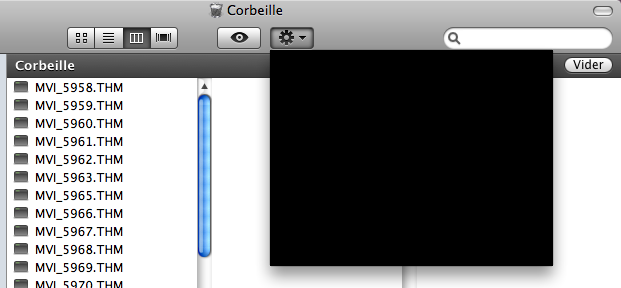 Corbeille
Corbeille
Vider
MVI_5958.THM
MVI_5959.THM
MVI_5960.THM
MVI_5961.THM
MVI_5962.THM
MVI_5963.THM
MVI_5965.THM
MVI_5966.THM
MVI_5967.THM
MVI_5968.THM
MVI_5969.THM
MVI_5970.THM